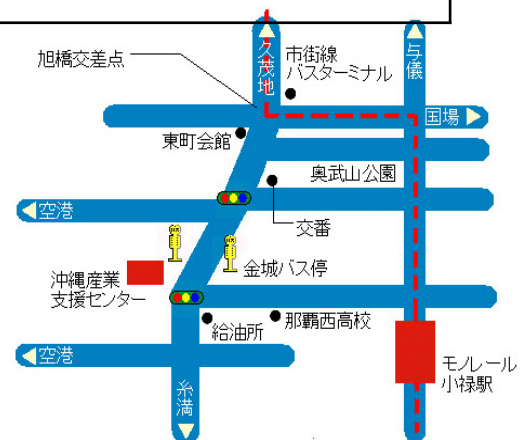 久茂地
与儀
旭橋交差点
市街線
バスターミナル
国場
東町会館
奥武山公園
空港
交番
金城バス停
沖縄産業
支援センター
給油所
那覇西高校
空港
モノレール
小禄駅
糸満